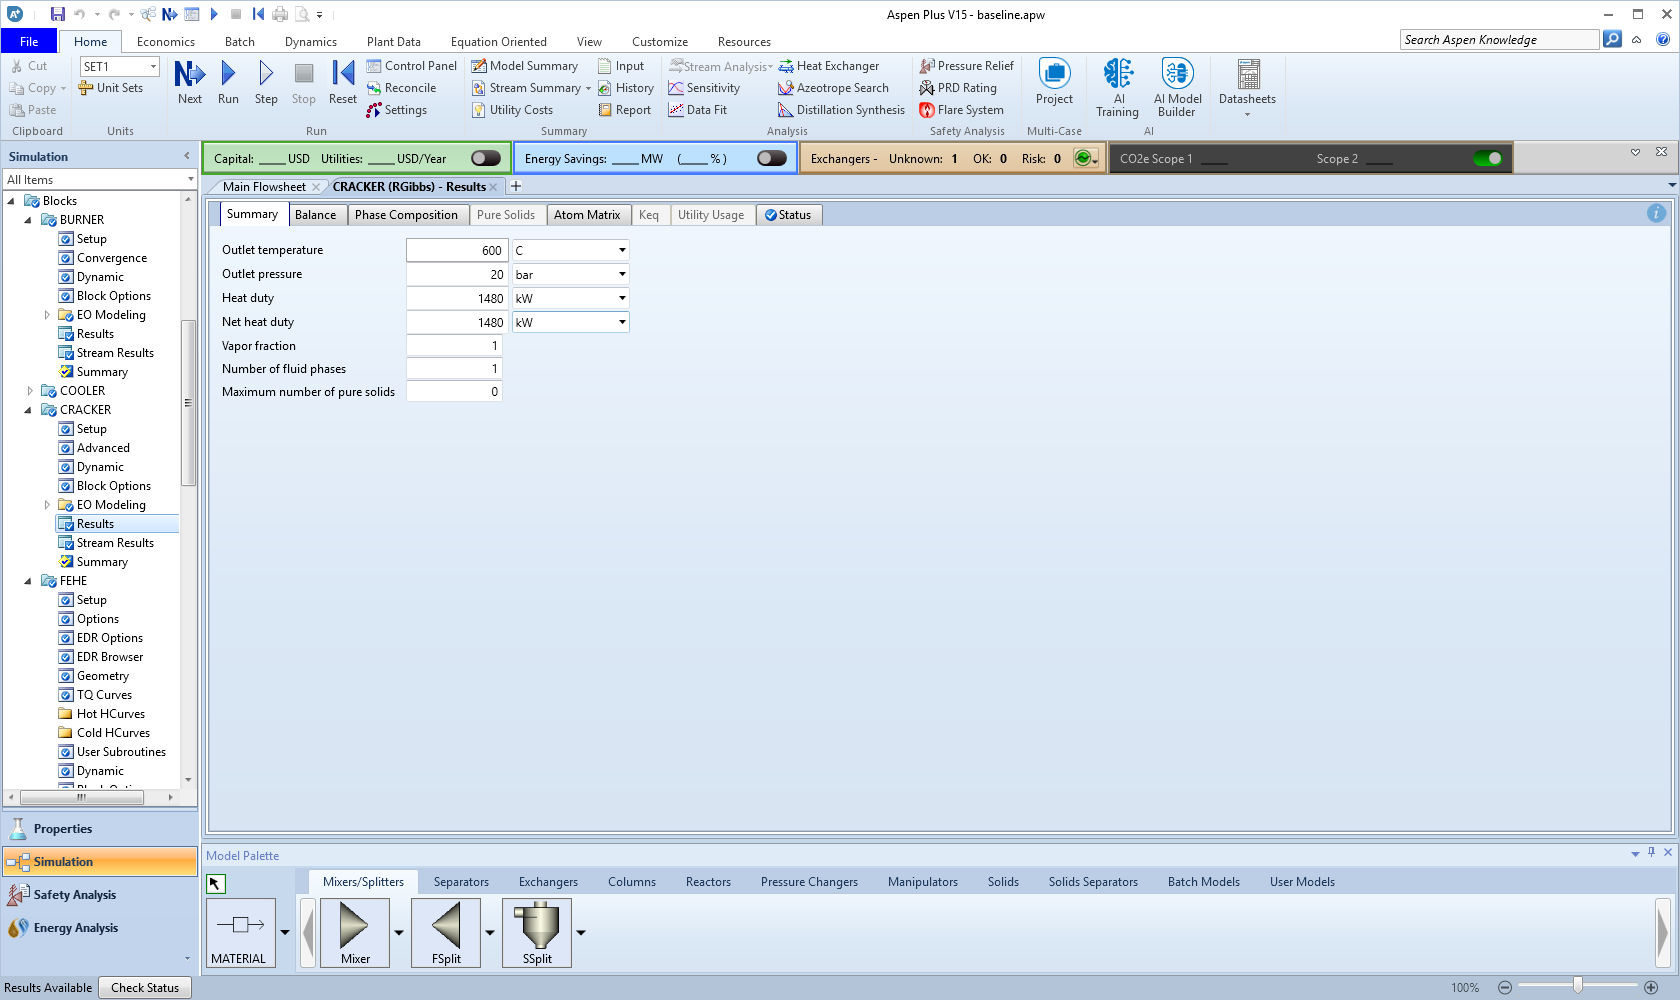 Aspen Plus V15 - baseline.apw
File Home Economics Batch Dynamics Plant Data Equation Oriented View Customize Resources Search Aspen Knowledge
Cut
Copy
Paste
Clipboard
SET1
Unit Sets
Units
Next
Run
Step
Stop
Reset
Control Panel
Reconcile
Settings
Run
Model Summary
Stream Summary
Utility Costs
Input
History
Report
Summary
Stream Analysis
Sensitivity
Data Fit
Heat Exchanger
Azeotrope Search
Distillation Synthesis
Analysis
Pressure Relief
PRD Rating
Flare System
Safety Analysis
Project
Multi-Case
AI Training
AI Model Builder
AI
Datasheets
Simulation
All Items
Capital: ____ USD Utilities: ____ USD/Year
Energy Savings: ____ MW (____ %)
Exchangers - Unknown: 1 OK: 0 Risk: 0
CO2e Scope 1 ____ Scope 2 ____
Main Flowsheet
CRACKER (RGibbs) - Results
Blocks
BURNER
Setup
Convergence
Dynamic
Block Options
EO Modeling
Results
Stream Results
Summary
COOLER
CRACKER
Setup
Advanced
Dynamic
Block Options
EO Modeling
Results
Stream Results
Summary
FEHE
Setup
Options
EDR Options
EDR Browser
Geometry
TQ Curves
Hot HCurves
Cold HCurves
User Subroutines
Dynamic
Summary Balance Phase Composition Pure Solids Atom Matrix Keq Utility Usage Status
Outlet temperature 600 C
Outlet pressure 20 bar
Heat duty 1480 kW
Net heat duty 1480 kW
Vapor fraction 1
Number of fluid phases 1
Maximum number of pure solids 0
Properties
Simulation
Safety Analysis
Energy Analysis
Model Palette
Mixers/Splitters Separators Exchangers Columns Reactors Pressure Changers Manipulators Solids Solids Separators Batch Models User Models
MATERIAL
Mixer
FSplit
SSplit
Results Available Check Status
100%